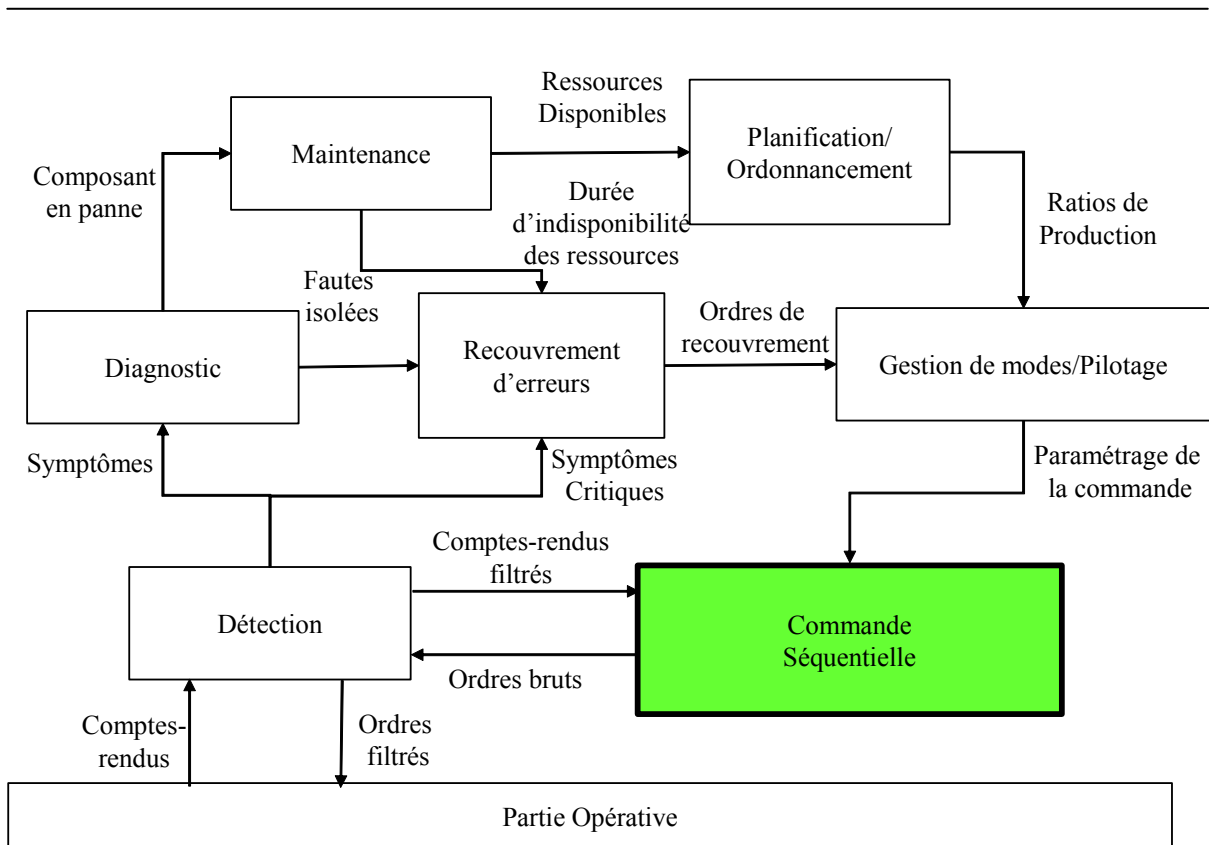 Ressources
Disponibles
Maintenance
Planification/
Ordonnancement
Composant
en panne
Durée
d’indisponibilité
des ressources
Ratios de
Production
Fautes
isolées
Diagnostic
Recouvrement
d’erreurs
Ordres de
recouvrement
Gestion de modes/Pilotage
Symptômes
Symptômes
Critiques
Paramétrage de
la commande
Comptes-rendus
filtrés
Détection
Commande
Séquentielle
Ordres bruts
Comptes-
rendus
Ordres
filtrés
Partie Opérative